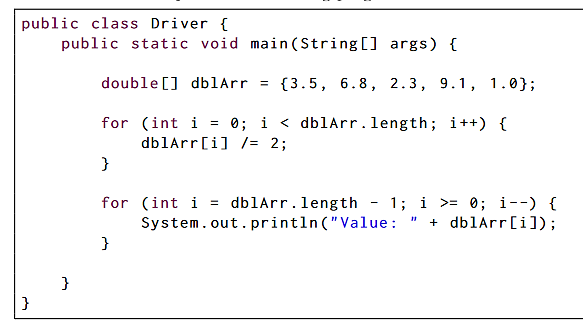 public class Driver {
    public static void main(String[] args) {
        double[] dblArr = {3.5, 6.8, 2.3, 9.1, 1.0};
        for (int i = 0; i < dblArr.length; i++) {
            dblArr[i] /= 2;
        }
        for (int i = dblArr.length - 1; i >= 0; i--) {
            System.out.println("Value: " + dblArr[i]);
        }
    }
}